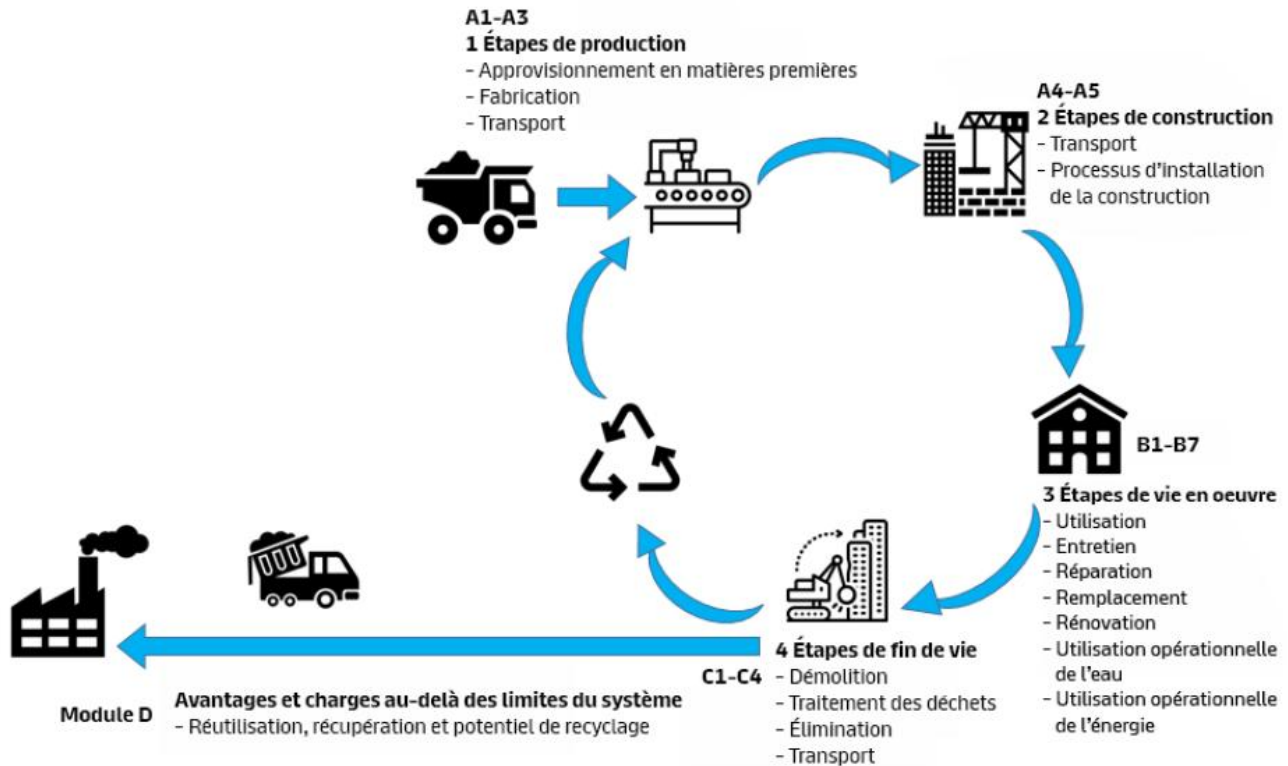 A1-A3
1 Étapes de production
- Approvisionnement en matières premières
- Fabrication
- Transport
A4-A5
2 Étapes de construction
- Transport
- Processus d'installation
de la construction
B1-B7
3 Étapes de vie en oeuvre
- Utilisation
- Entretien
- Réparation
- Remplacement
- Rénovation
- Utilisation opérationnelle
de l'eau
- Utilisation opérationnelle
de l'énergie
C1-C4
4 Étapes de fin de vie
- Démolition
- Traitement des déchets
- Élimination
- Transport
Module D
Avantages et charges au-delà des limites du système
- Réutilisation, récupération et potentiel de recyclage